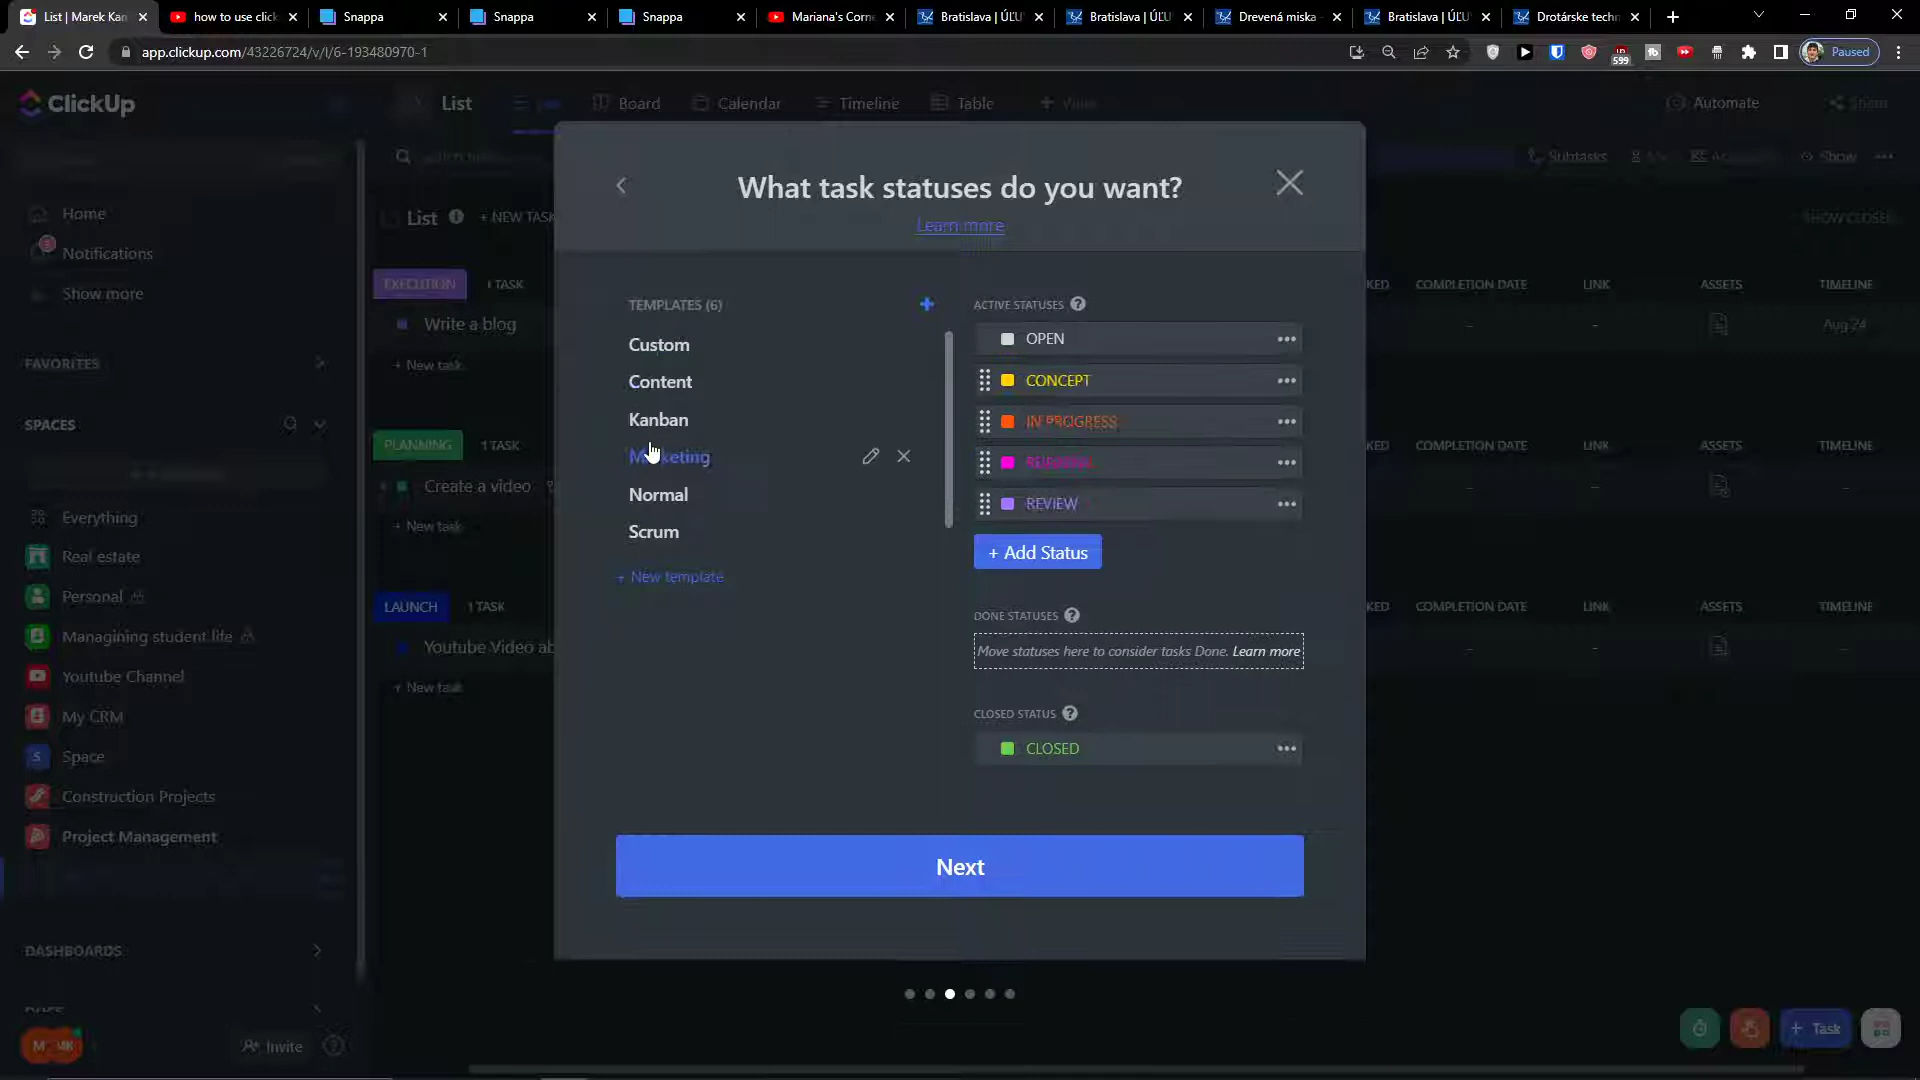 List | Marek Kan
how to use click
Snappa
Snappa
Snappa
Mariana's Corne
Bratislava | ÚĽU
Bratislava | ÚĽU
Drevená miska -
Bratislava | ÚĽU
Drotárske techn
app.clickup.com/43226724/v/l/6-193480970-1
599
Paused
ClickUp
List
Board
Calendar
Timeline
Table
+ View
Automate
Share
Subtasks
Show
Home
3
Notifications
Show more
FAVORITES
SPACES
Everything
Real estate
Personal
Managining student life
Youtube Channel
My CRM
S Space
Construction Projects
Project Management
DASHBOARDS
DOCS
MK
Invite
List
+ NEW TASK
SHOW CLOSED
EXECUTION
1 TASK
COMPLETION DATE
LINK
ASSETS
TIMELINE
Write a blog
–
–
Aug 24
+ New task
PLANNING
1 TASK
KED
COMPLETION DATE
LINK
ASSETS
TIMELINE
Create a video
–
–
–
+ New task
LAUNCH
1 TASK
KED
COMPLETION DATE
LINK
ASSETS
TIMELINE
Youtube Video ab
–
–
–
+ New task
What task statuses do you want?
Learn more
TEMPLATES (6)
Custom
Content
Kanban
Marketing
Normal
Scrum
+ New template
ACTIVE STATUSES
OPEN
CONCEPT
IN PROGRESS
RUNNING
REVIEW
+ Add Status
DONE STATUSES
Move statuses here to consider tasks Done. Learn more
CLOSED STATUS
CLOSED
Next
+ Task